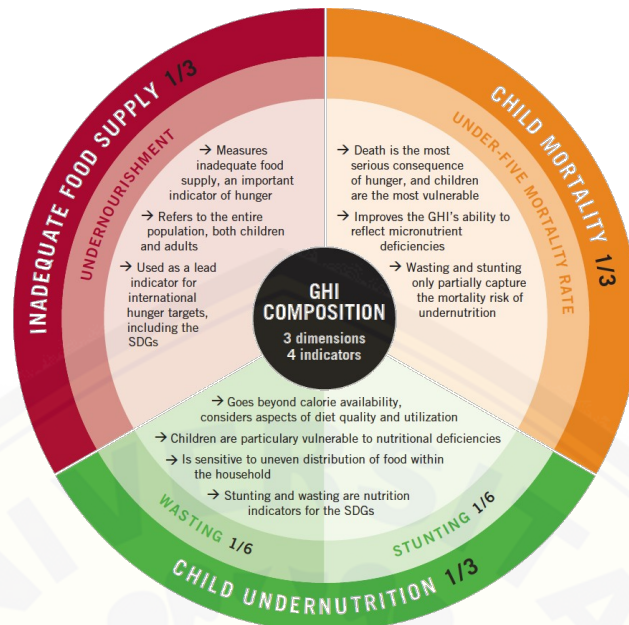 INADEQUATE FOOD SUPPLY 1/3
UNDERNOURISHMENT
→ Measures
inadequate food
supply, an important
indicator of hunger
→ Refers to the entire
population, both children
and adults
→ Used as a lead
indicator for
international
hunger targets,
including the
SDGs
CHILD MORTALITY 1/3
UNDER-FIVE MORTALITY RATE
→ Death is the most
serious consequence
of hunger, and children
are the most vulnerable
→ Improves the GHI's ability to
reflect micronutrient
deficiencies
→ Wasting and stunting
only partially capture
the mortality risk of
undernutrition
GHI
COMPOSITION
3 dimensions
4 indicators
→ Goes beyond calorie availability,
considers aspects of diet quality and utilization
→ Children are particulary vulnerable to nutritional deficiencies
→ Is sensitive to uneven distribution of food within
the household
→ Stunting and wasting are nutrition
indicators for the SDGs
WASTING 1/6
STUNTING 1/6
CHILD UNDERNUTRITION 1/3